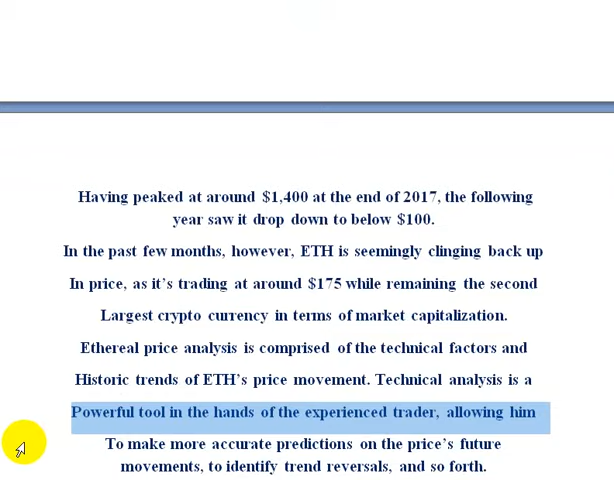 Having peaked at around $1,400 at the end of 2017, the following
year saw it drop down to below $100.
In the past few months, however, ETH is seemingly clinging back up
In price, as it's trading at around $175 while remaining the second
Largest crypto currency in terms of market capitalization.
Ethereal price analysis is comprised of the technical factors and
Historic trends of ETH's price movement. Technical analysis is a
Powerful tool in the hands of the experienced trader, allowing him
To make more accurate predictions on the price's future
movements, to identify trend reversals, and so forth.